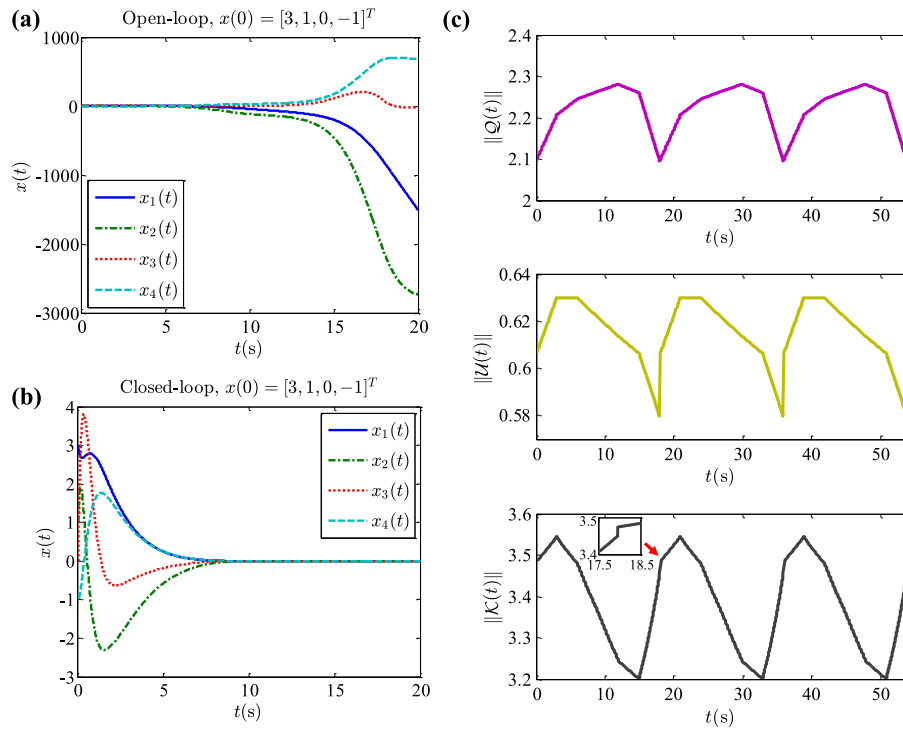 (a)
Open-loop, x(0) = [3, 1, 0, −1]^T
1000
0
-1000
-2000
-3000
x(t)
x₁(t)
x₂(t)
x₃(t)
x₄(t)
0 5 10 15 20
t(s)
(b)
Closed-loop, x(0) = [3, 1, 0, −1]^T
4
3
2
1
0
-1
-2
-3
x(t)
x₁(t)
x₂(t)
x₃(t)
x₄(t)
0 5 10 15 20
t(s)
(c)
2.4
2.3
2.2
2.1
2
‖𝒬(t)‖
0 10 20 30 40 50
t(s)
0.64
0.62
0.6
0.58
‖𝒰(t)‖
0 10 20 30 40 50
t(s)
3.6
3.5
3.4
3.3
3.2
‖𝒦(t)‖
3.5
3.4
17.5 18.5
0 10 20 30 40 50
t(s)